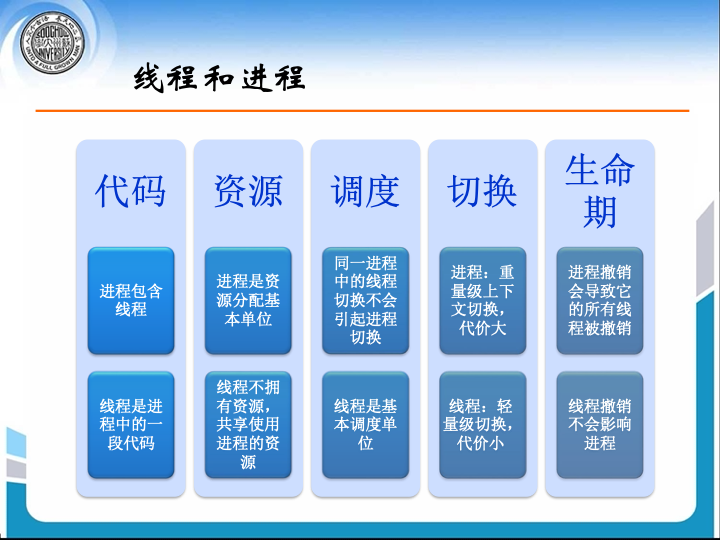 线程和进程
代码
进程包含
线程
线程是进
程中的一
段代码
资源
进程是资
源分配基
本单位
线程不拥
有资源，
共享使用
进程的资
源
调度
同一进程
中的线程
切换不会
引起进程
切换
线程是基
本调度单
位
切换
进程：重
量级上下
文切换，
代价大
线程：轻
量级切换，
代价小
生命
期
进程撤销
会导致它
的所有线
程被撤销
线程撤销
不会影响
进程